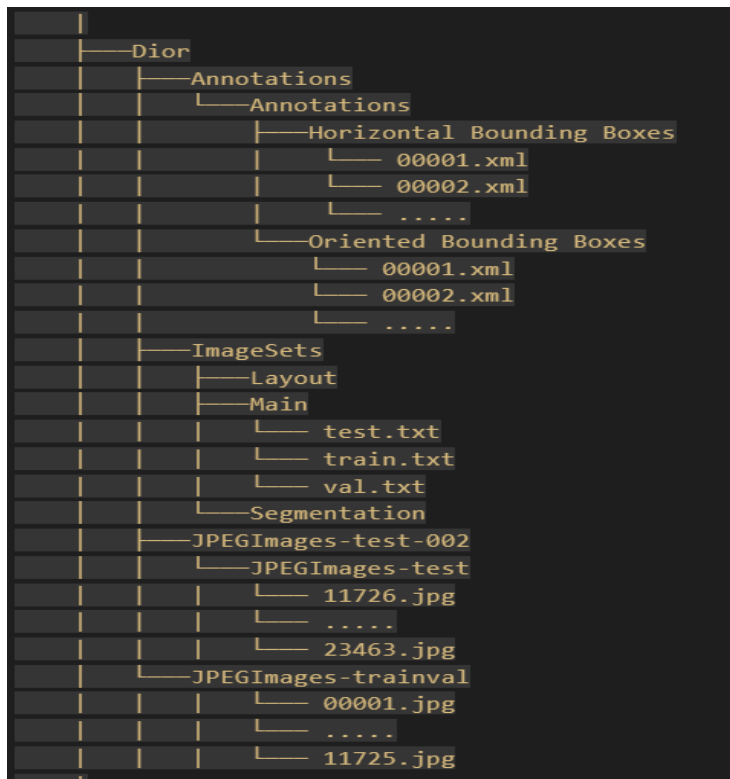 │
├───Dior
│   ├───Annotations
│   │   └───Annotations
│   │       ├───Horizontal Bounding Boxes
│   │       │    └─── 00001.xml
│   │       │    └─── 00002.xml
│   │       │    └─── .....
│   │       └───Oriented Bounding Boxes
│   │           └─── 00001.xml
│   │           └─── 00002.xml
│   │           └─── .....
│   ├───ImageSets
│   │   ├───Layout
│   │   ├───Main
│   │   │   └─── test.txt
│   │   │   └─── train.txt
│   │   │   └─── val.txt
│   │   └───Segmentation
│   ├───JPEGImages-test-002
│   │   └───JPEGImages-test
│   │   │   └─── 11726.jpg
│   │   │   └─── .....
│   │   │   └─── 23463.jpg
│   └───JPEGImages-trainval
│   │   │   └─── 00001.jpg
│   │   │   └─── .....
│   │   │   └─── 11725.jpg